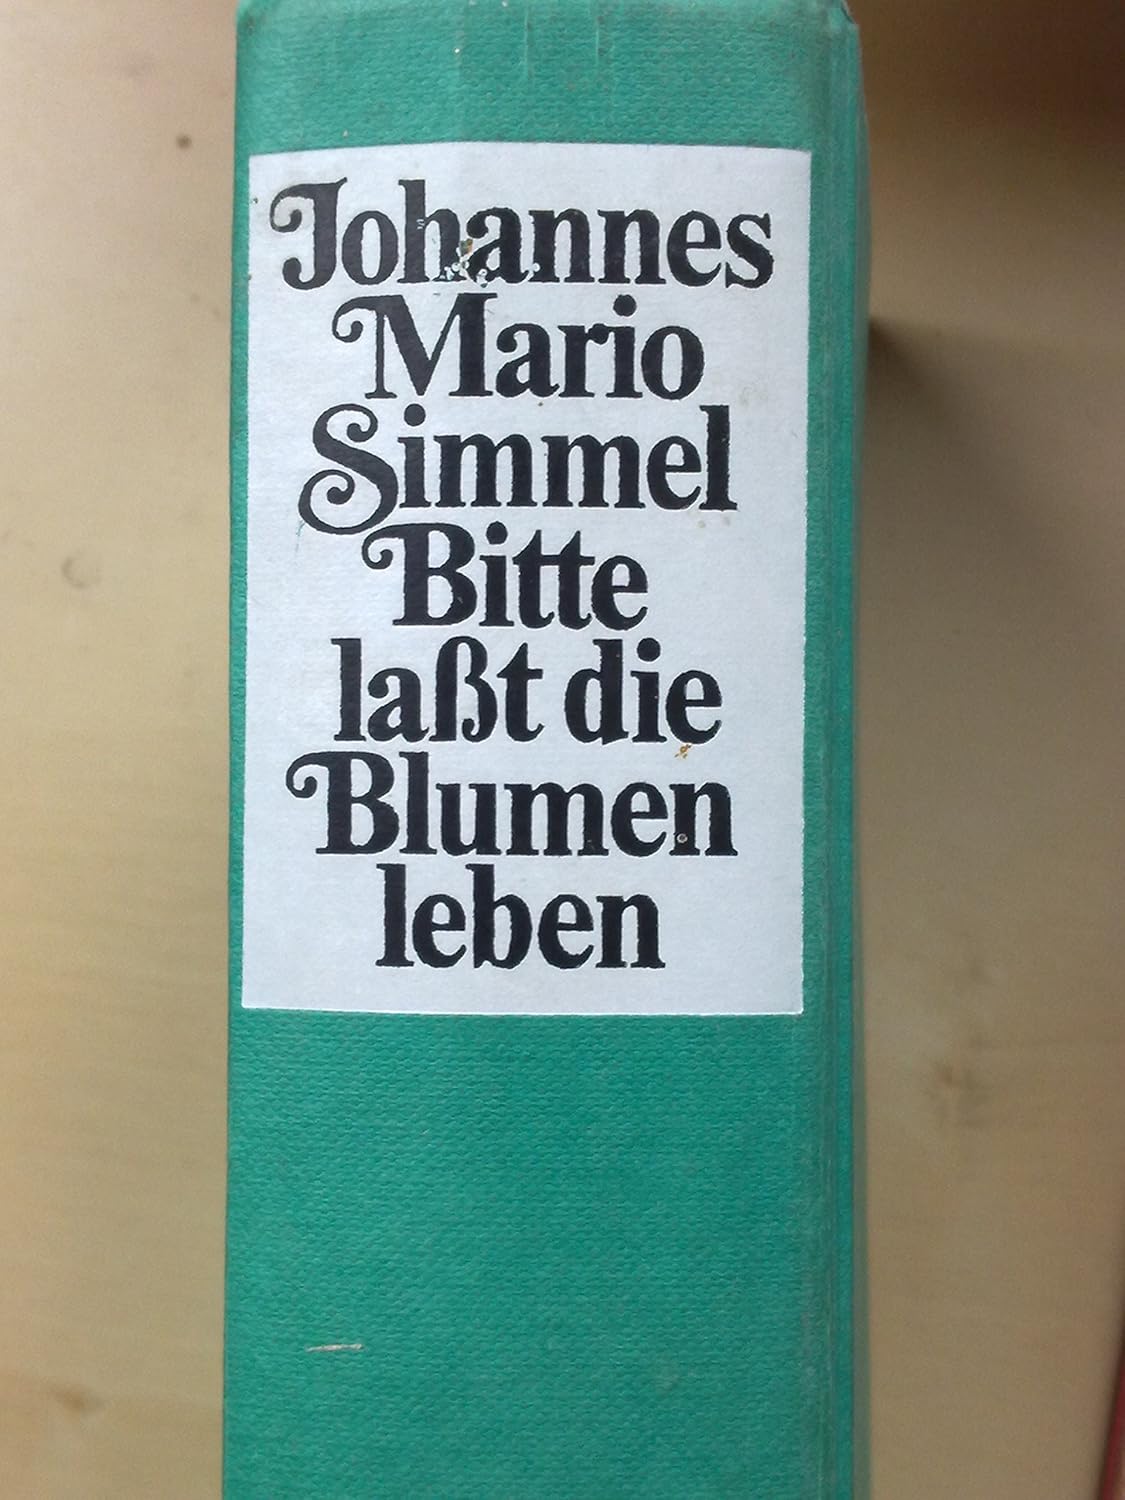 Johannes
Mario
Simmel
Bitte
laßt die
Blumen
leben